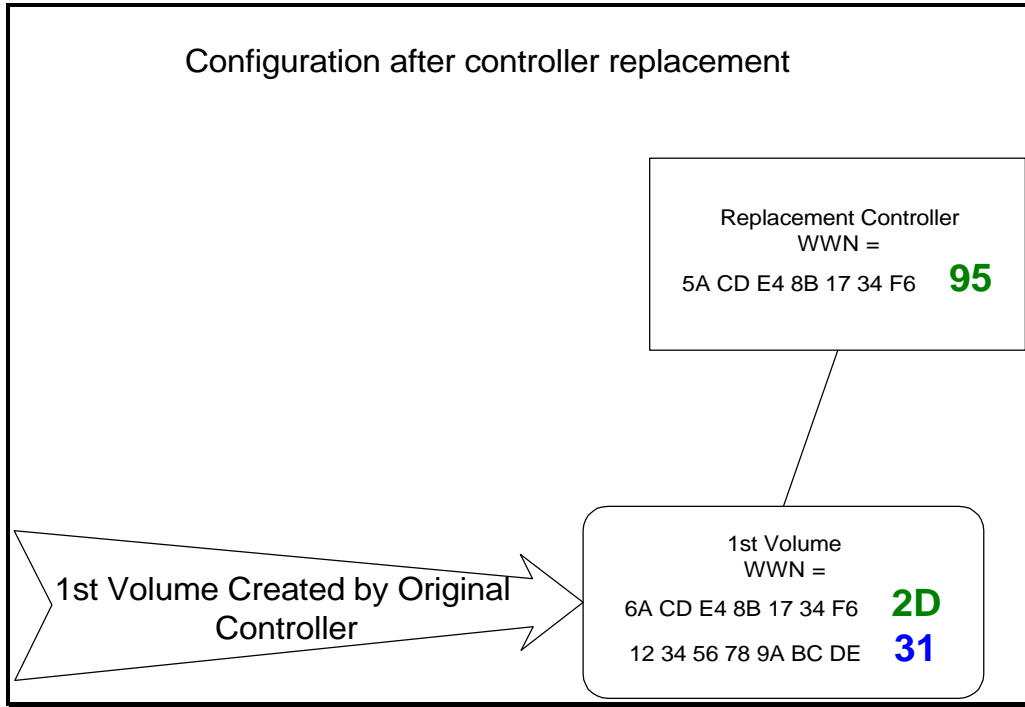 Configuration after controller replacement
Replacement Controller
WWN =
5A CD E4 8B 17 34 F6 95
1st Volume Created by Original
Controller
1st Volume
WWN =
6A CD E4 8B 17 34 F6 2D
12 34 56 78 9A BC DE 31